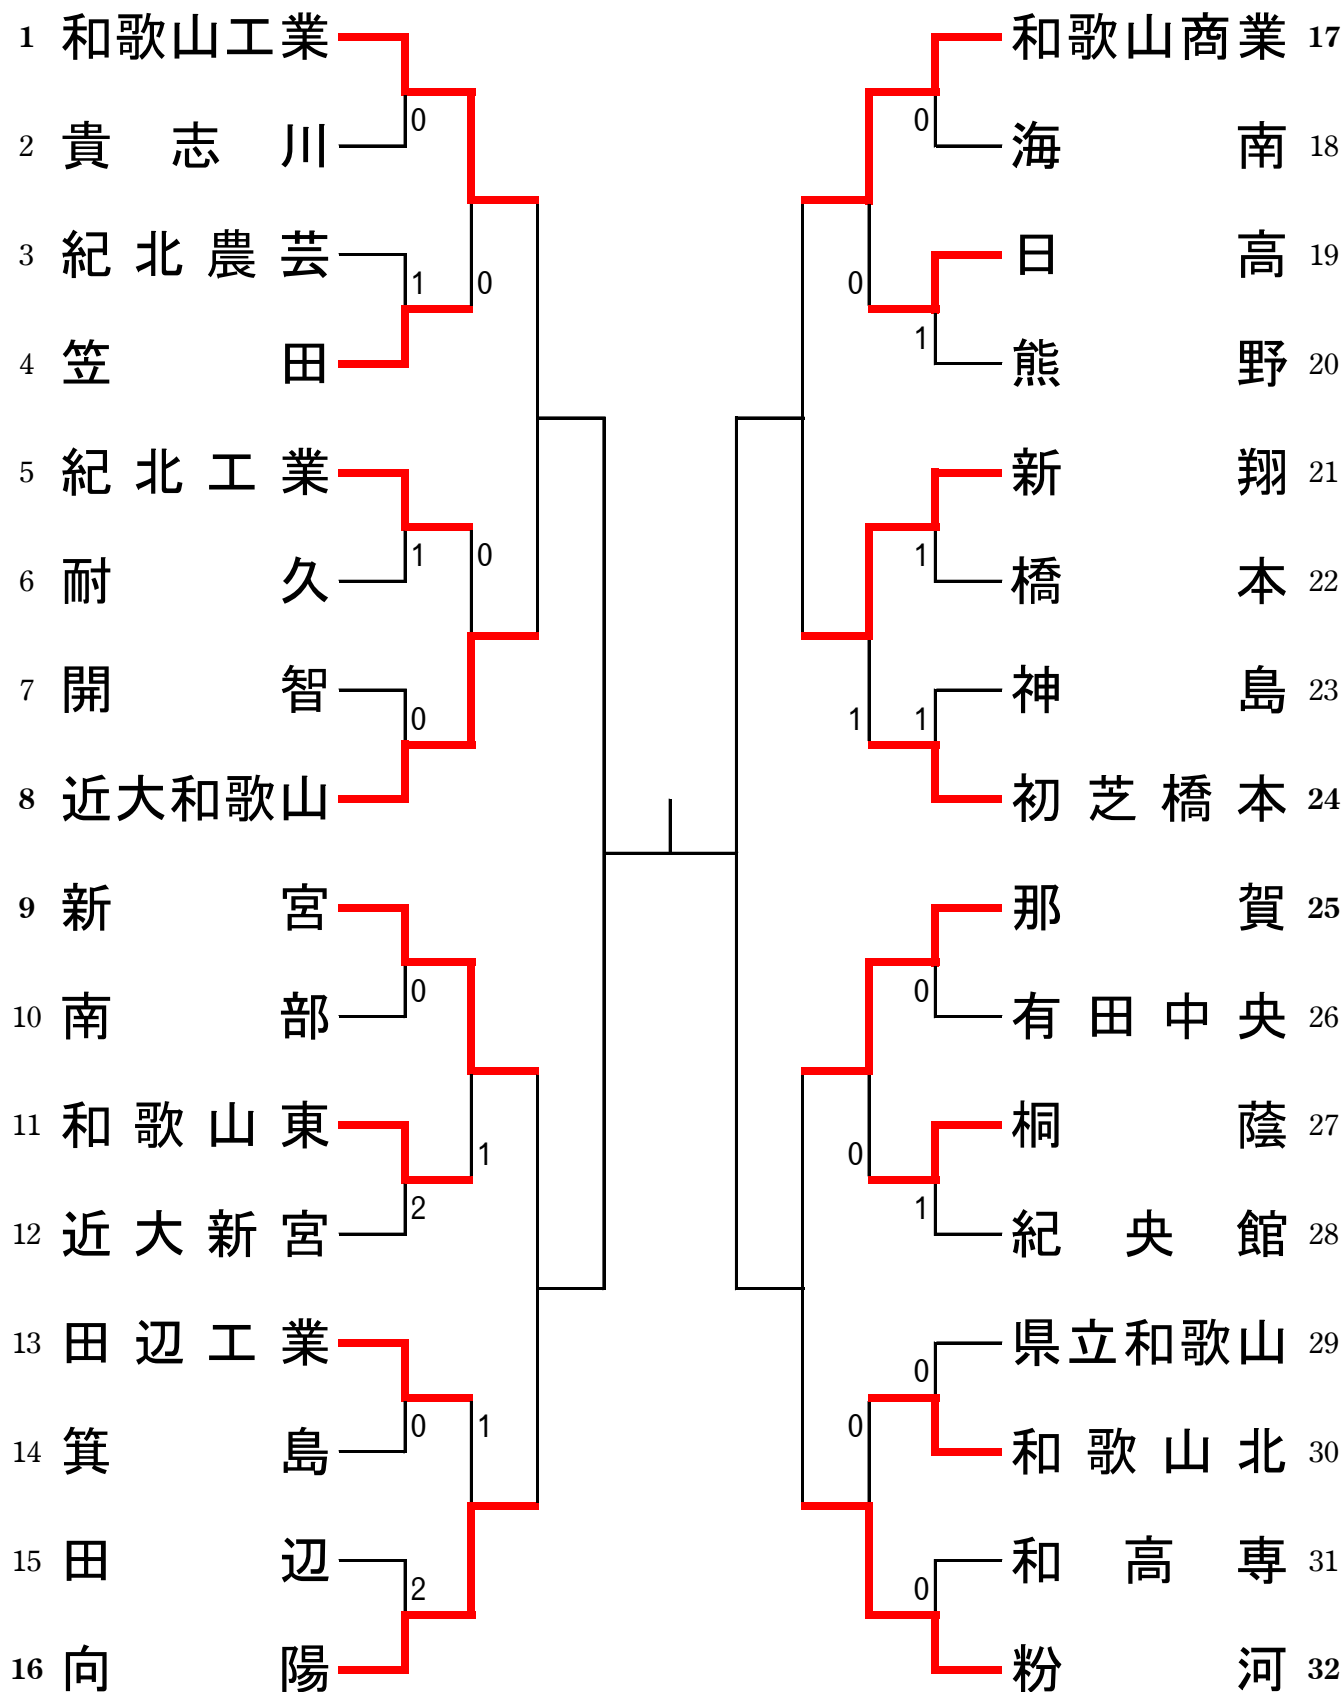 1 和歌山工業
0
2 貴志川
3 紀北農芸
1 0
4 笠田
5 紀北工業
1 0
6 耐久
7 開智
0
8 近大和歌山
9 新宮
0
10 南部
11 和歌山東
1
2
12 近大新宮
13 田辺工業
0 1
14 箕島
15 田辺
2
16 向陽
和歌山商業 17
0
海南 18
日高 19
0
1
熊野 20
新翔 21
1
橋本 22
神島 23
1 1
初芝橋本 24
那賀 25
0
有田中央 26
桐蔭 27
0
1
紀央館 28
県立和歌山 29
0
0
和歌山北 30
和高専 31
0
粉河 32